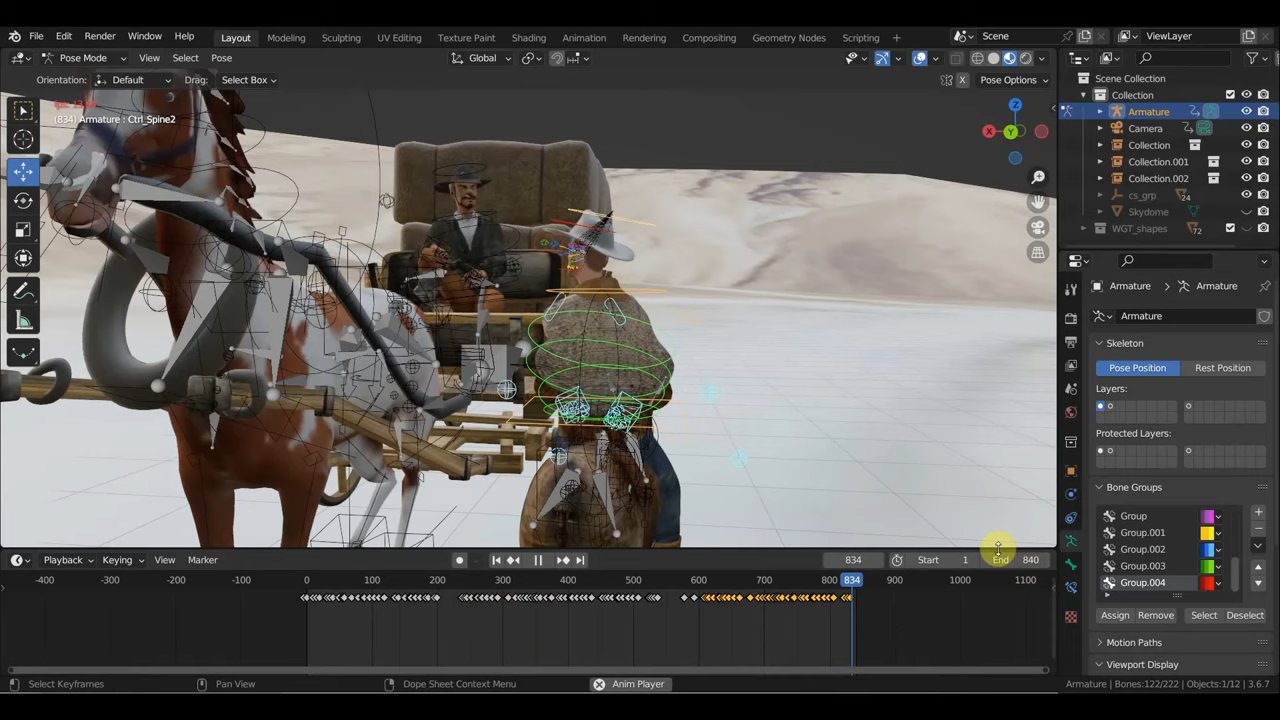 File Edit Render Window Help Layout Modeling Sculpting UV Editing Texture Paint Shading Animation Rendering Compositing Geometry Nodes Scripting Scene ViewLayer
Pose Mode View Select Pose Global
Orientation: Default Drag: Select Box X Pose Options
(834) Armature : Ctrl_Spine2
Z
X Y
Scene Collection
Collection
Armature
Camera
Collection
Collection.001
Collection.002
cs_grp 24
Skydome
WGT_shapes 72
Armature Armature
Armature
Skeleton
Pose Position Rest Position
Layers:
Protected Layers:
Bone Groups
Group
Group.001
Group.002
Group.003
Group.004
Assign Remove Select Deselect
Motion Paths
Viewport Display
Playback Keying View Marker 834 Start 1 End 840
-400 -300 -200 -100 0 100 200 300 400 500 600 700 800 834 900 1000 1100
Select Keyframes Pan View Dope Sheet Context Menu Anim Player Armature | Bones:122/222 | Objects:1/12 | 3.6.7